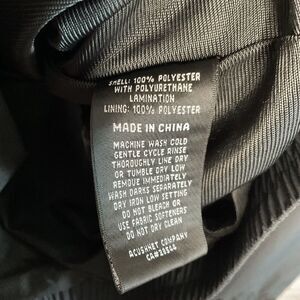 SHELL: 100% POLYESTER
WITH POLYURETHANE
LAMINATION
LINING: 100% POLYESTER
MADE IN CHINA
MACHINE WASH COLD
GENTLE CYCLE RINSE
THOROUGHLY LINE DRY
OR TUMBLE DRY LOW
REMOVE IMMEDIATELY
WASH DARKS SEPARATELY
DRY IRON LOW SETTING
DO NOT BLEACH OR
USE FABRIC SOFTENERS
DO NOT DRY CLEAN
ACUSHNET COMPANY